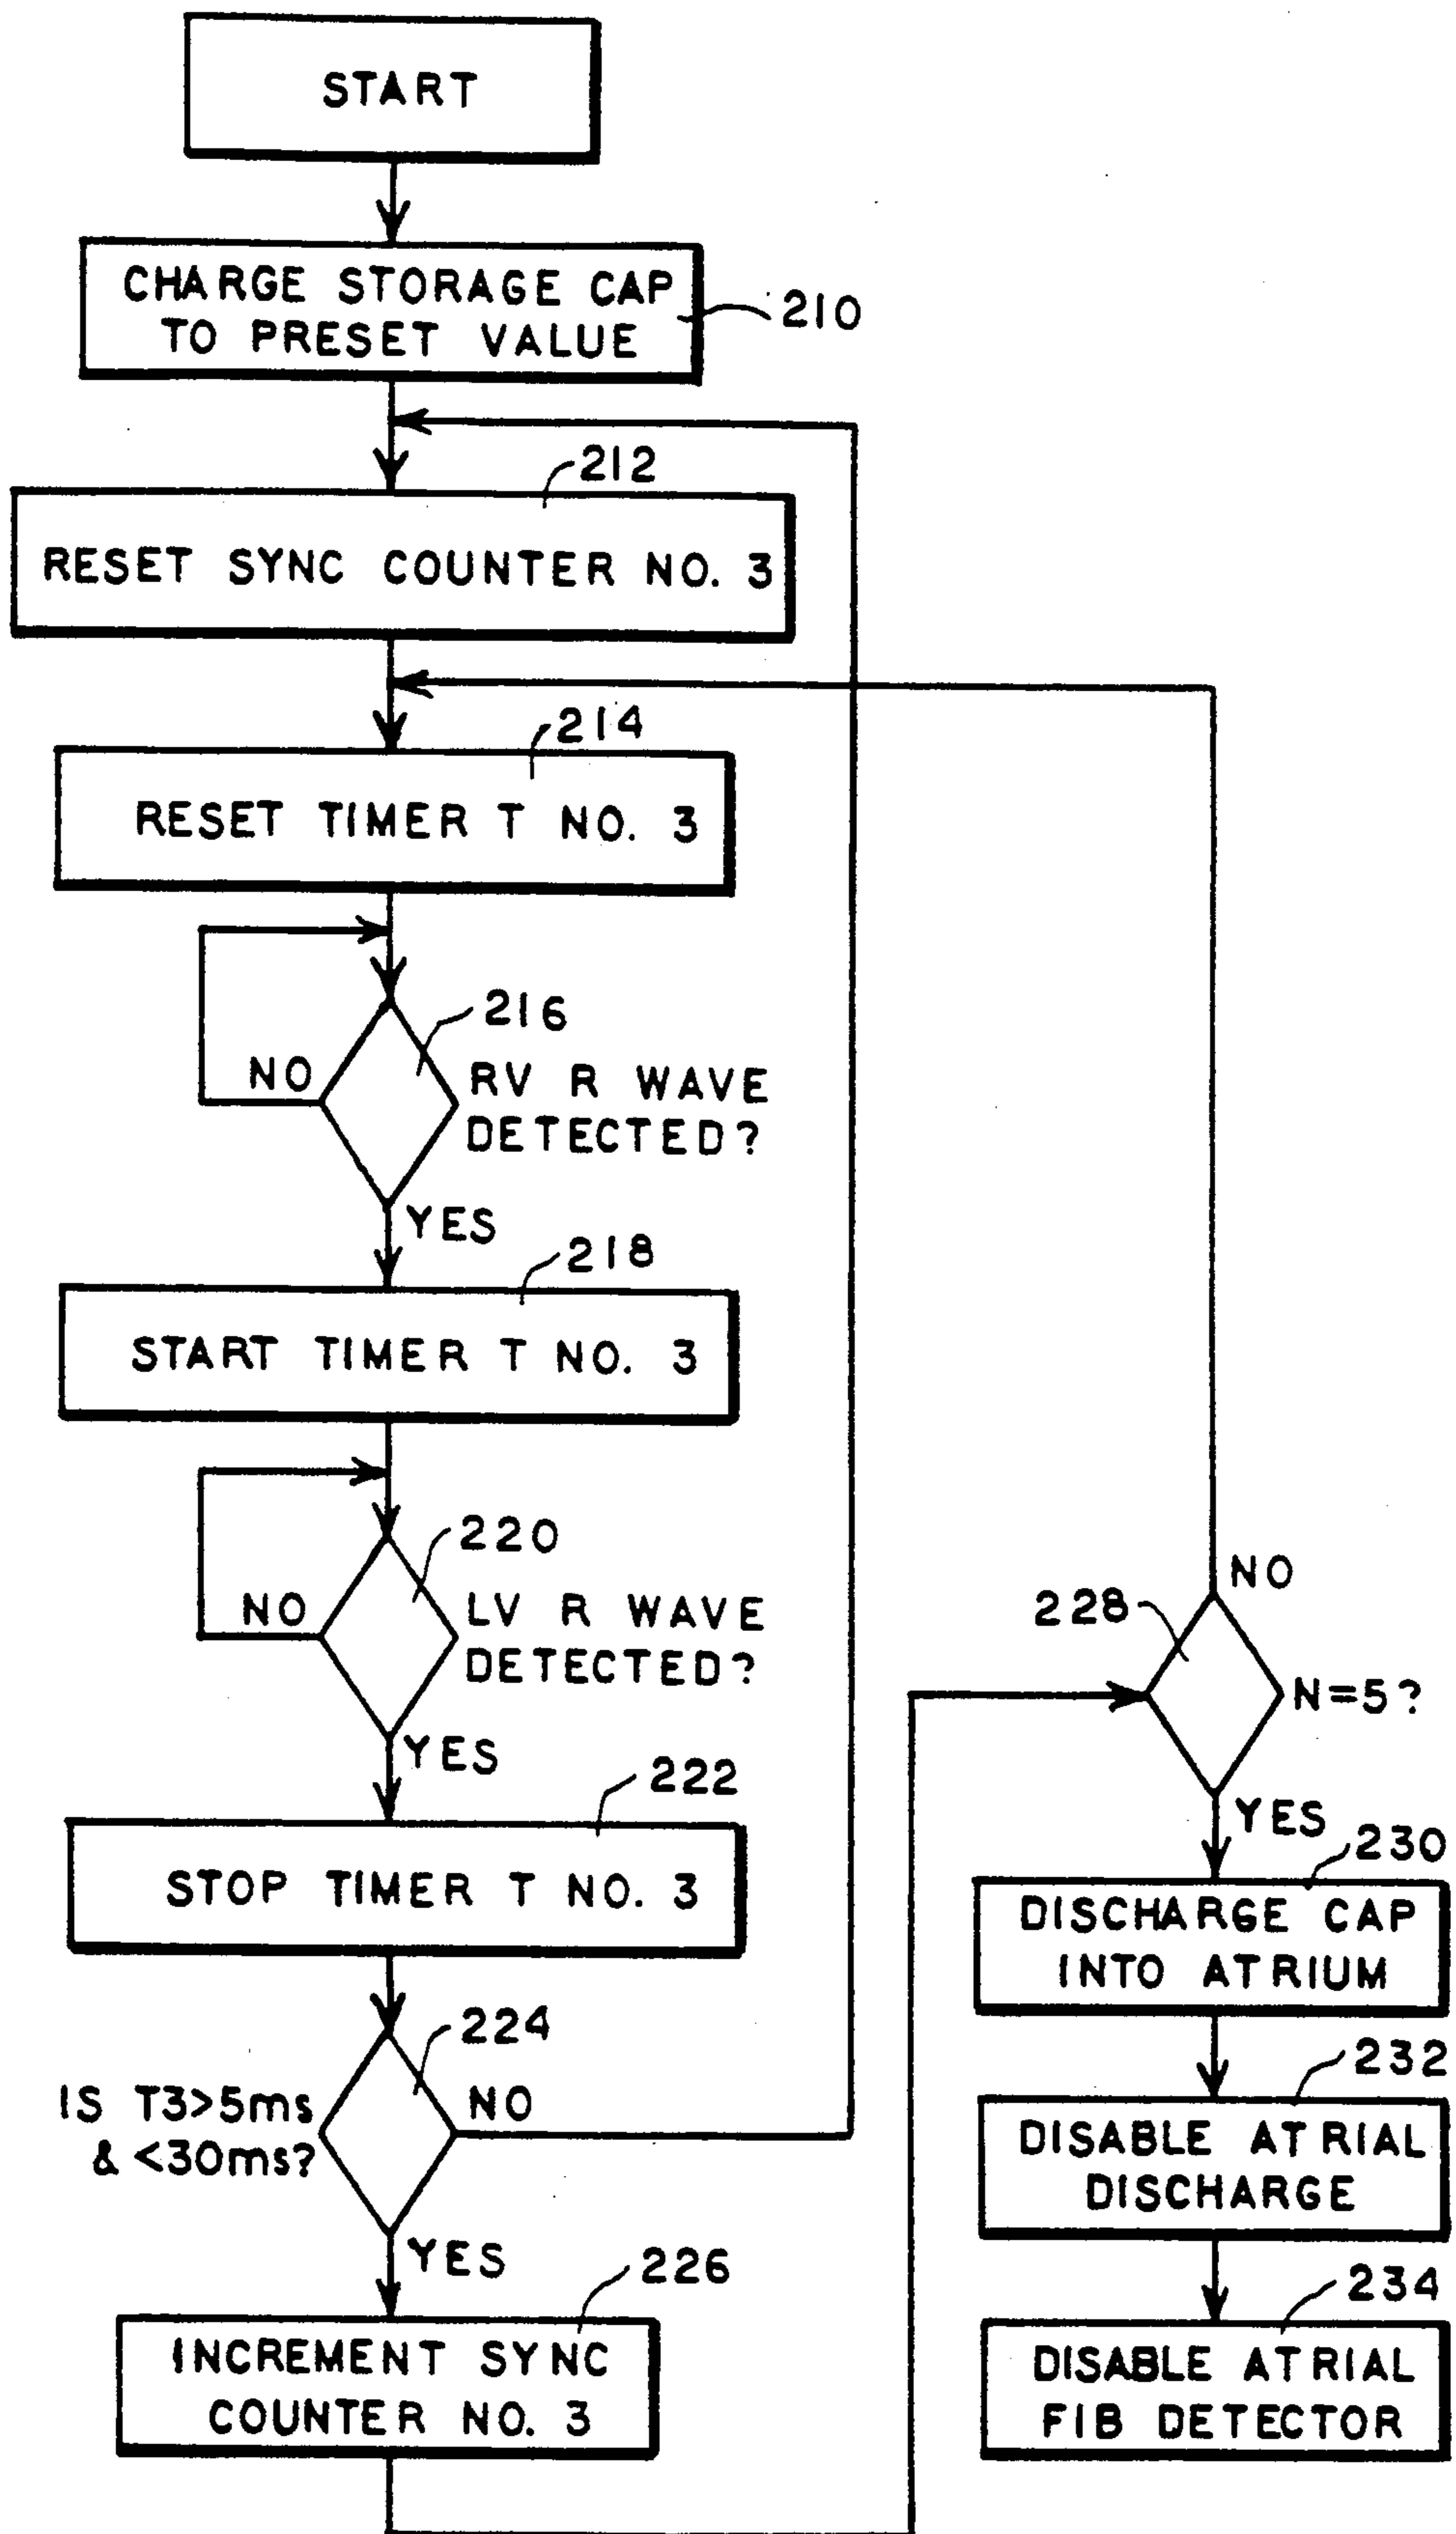 START
CHARGE STORAGE CAP
TO PRESET VALUE
210
212
RESET SYNC COUNTER NO. 3
214
RESET TIMER T NO. 3
216
NO
RV R WAVE
DETECTED?
YES
218
START TIMER T NO. 3
220
NO
LV R WAVE
DETECTED?
YES
222
STOP TIMER T NO. 3
224
IS T3>5ms
& <30ms?
NO
YES
226
INCREMENT SYNC
COUNTER NO. 3
NO
228
N=5?
YES
230
DISCHARGE CAP
INTO ATRIUM
232
DISABLE ATRIAL
DISCHARGE
234
DISABLE ATRIAL
FIB DETECTOR